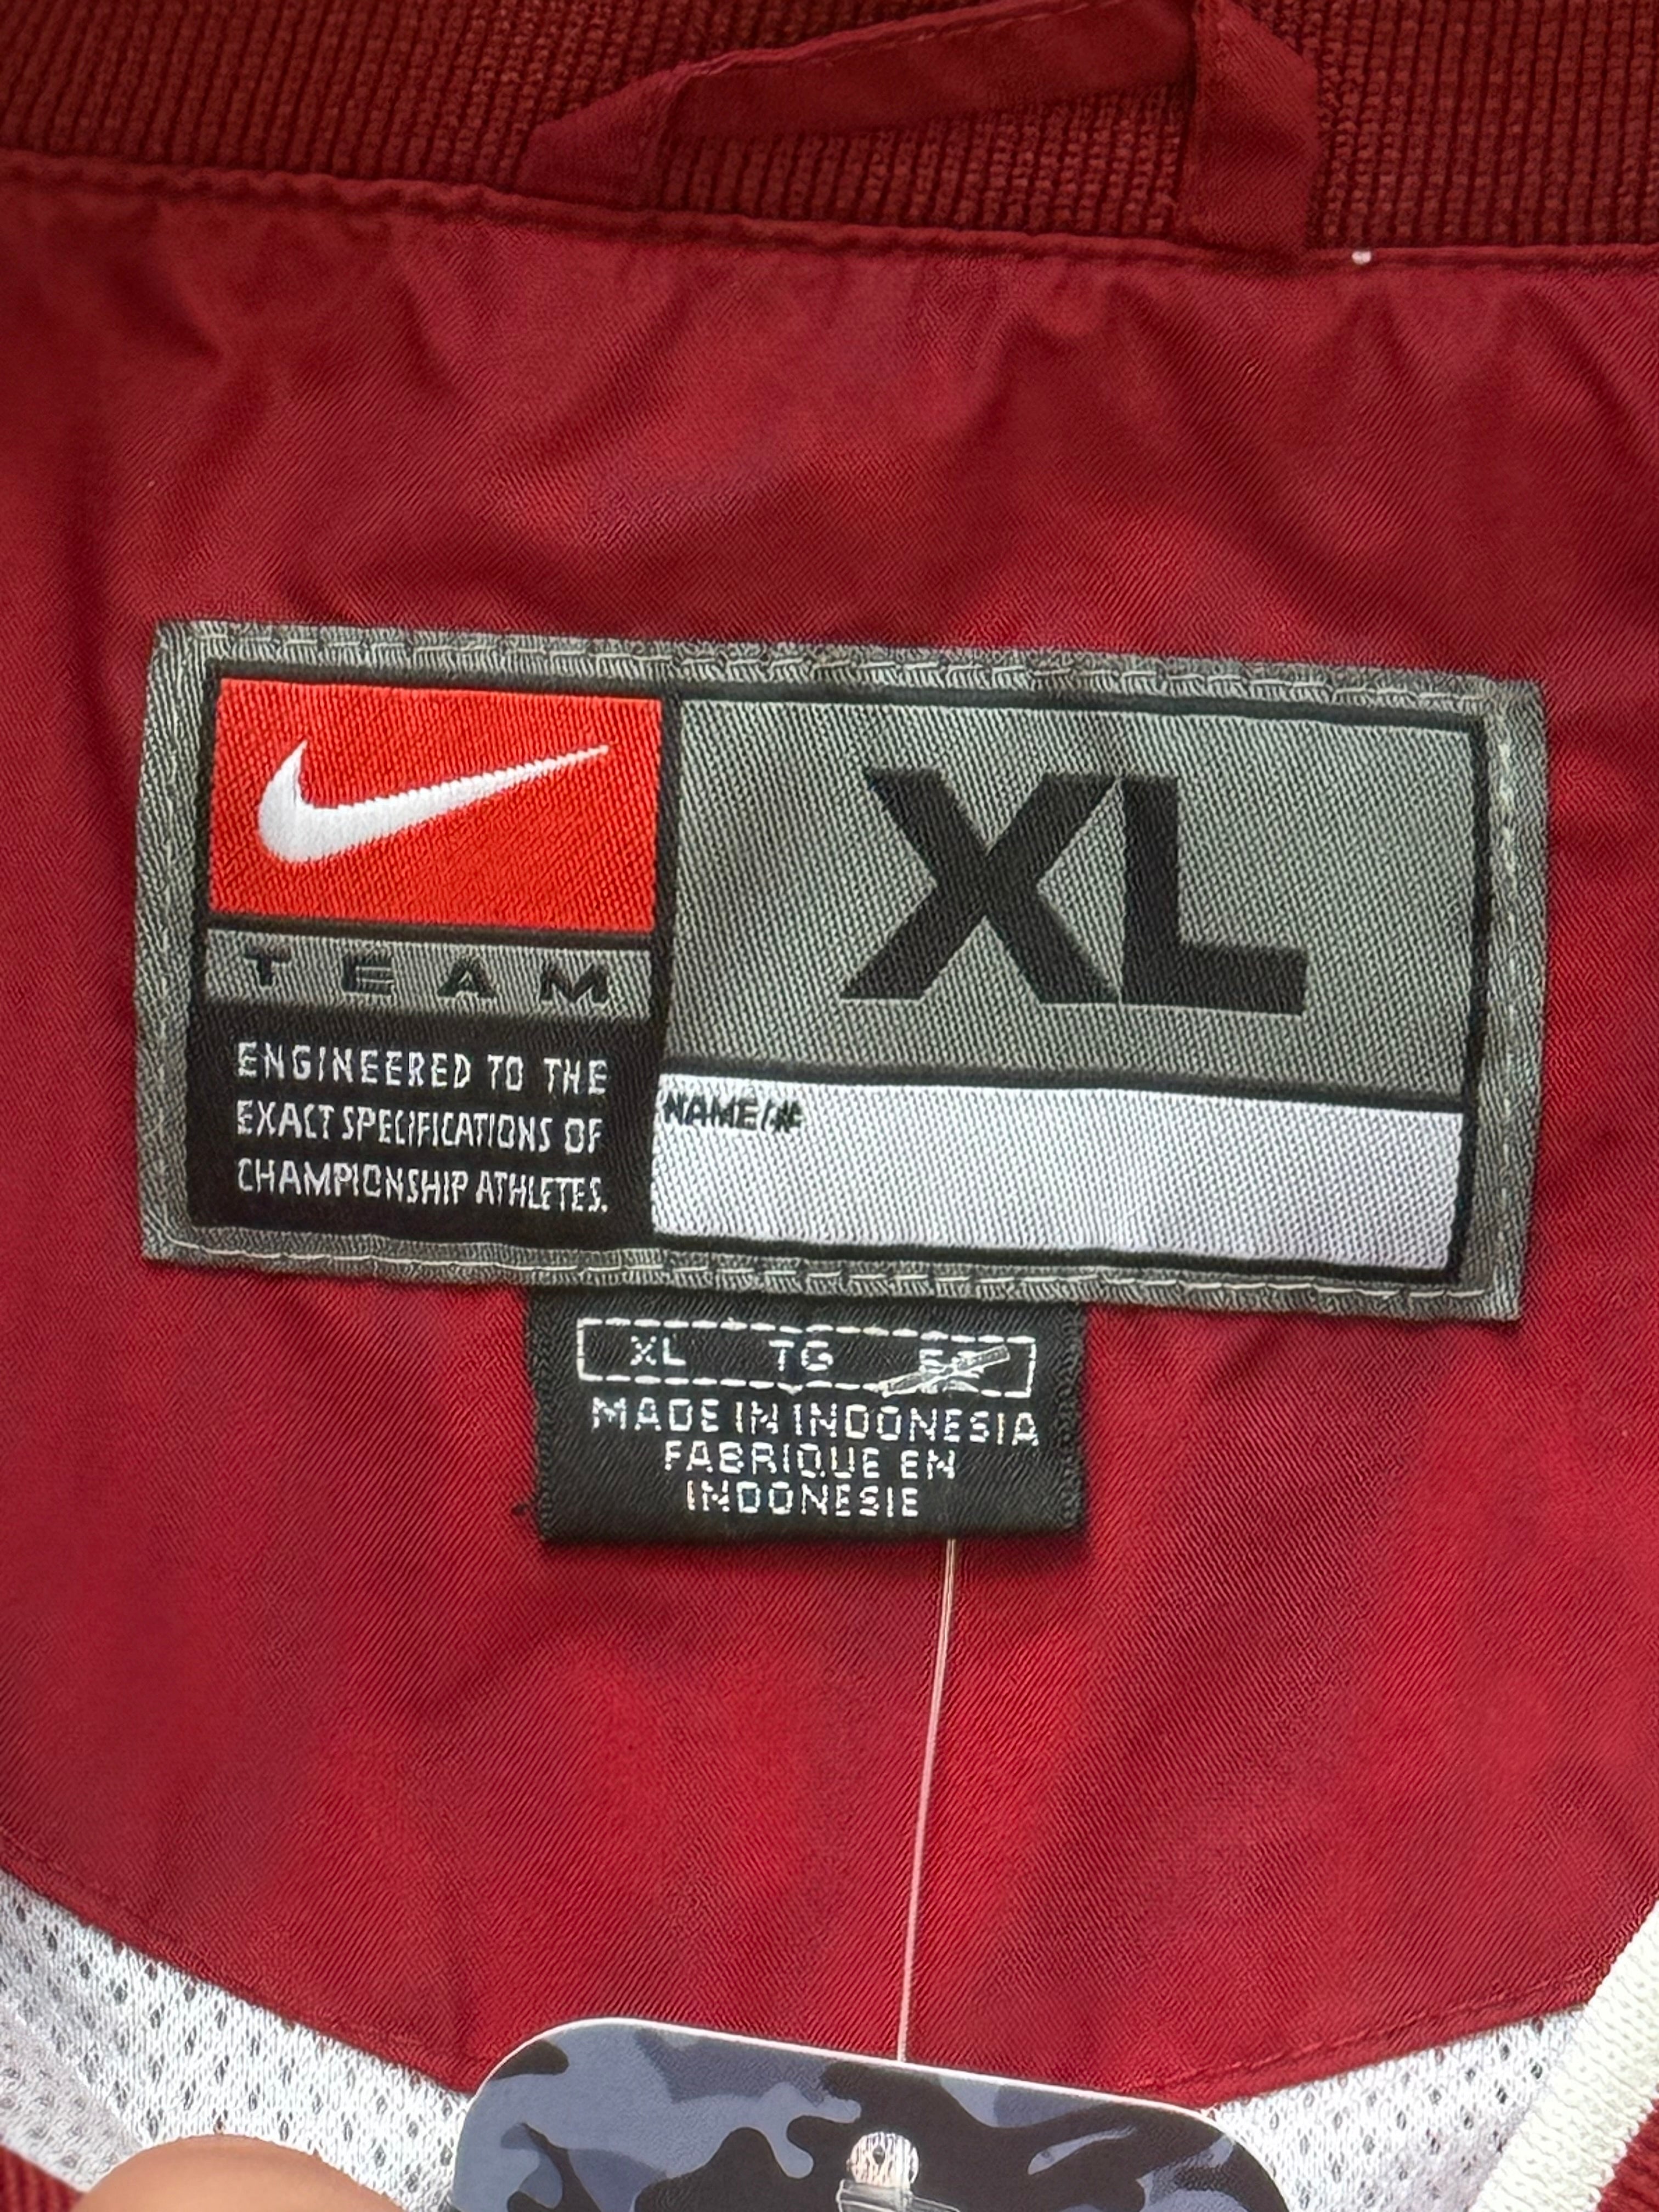 XL
TEAM
ENGINEERED TO THE
EXACT SPECIFICATIONS OF
CHAMPIONSHIP ATHLETES.
NAME/#
XL TG
MADE IN INDONESIA
FABRIQUE EN
INDONESIE